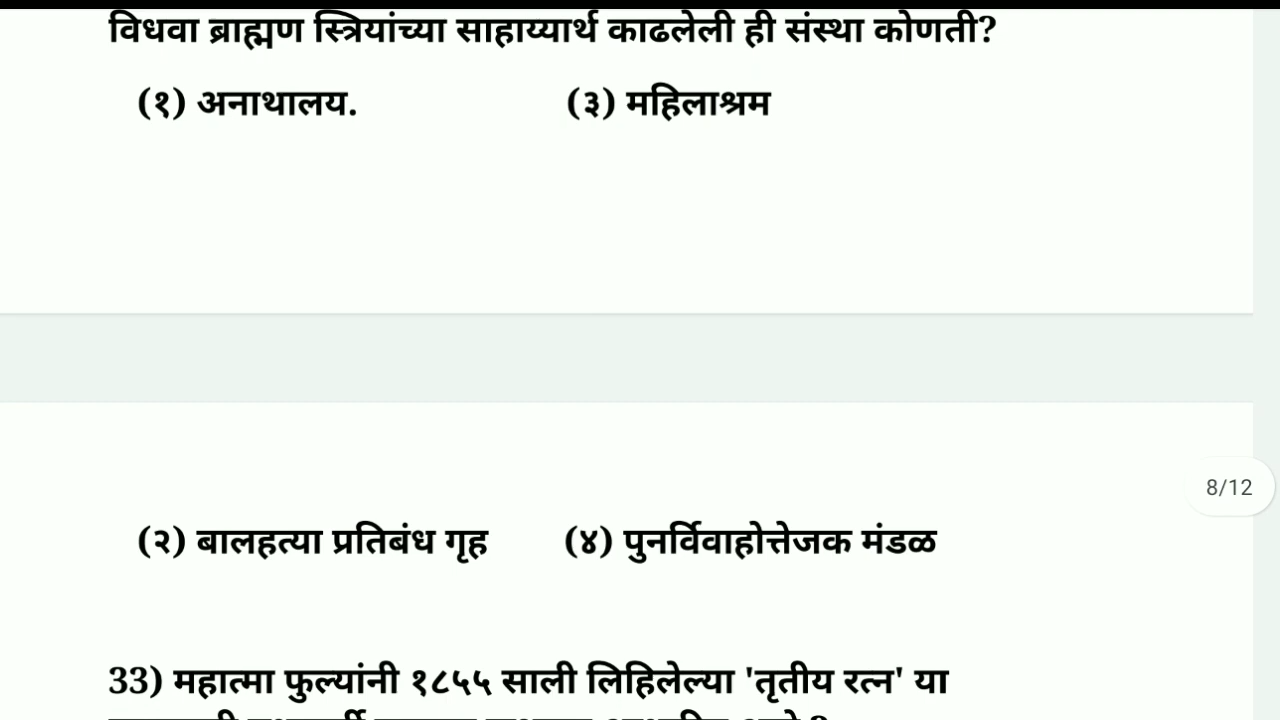 विधवा ब्राह्मण स्त्रियांच्या साहाय्यार्थ काढलेली ही संस्था कोणती?
(१) अनाथालय. (३) महिलाश्रम
8/12
(२) बालहत्या प्रतिबंध गृह (४) पुनर्विवाहोत्तेजक मंडळ
33) महात्मा फुल्यांनी १८५५ साली लिहिलेल्या 'तृतीय रत्न' या